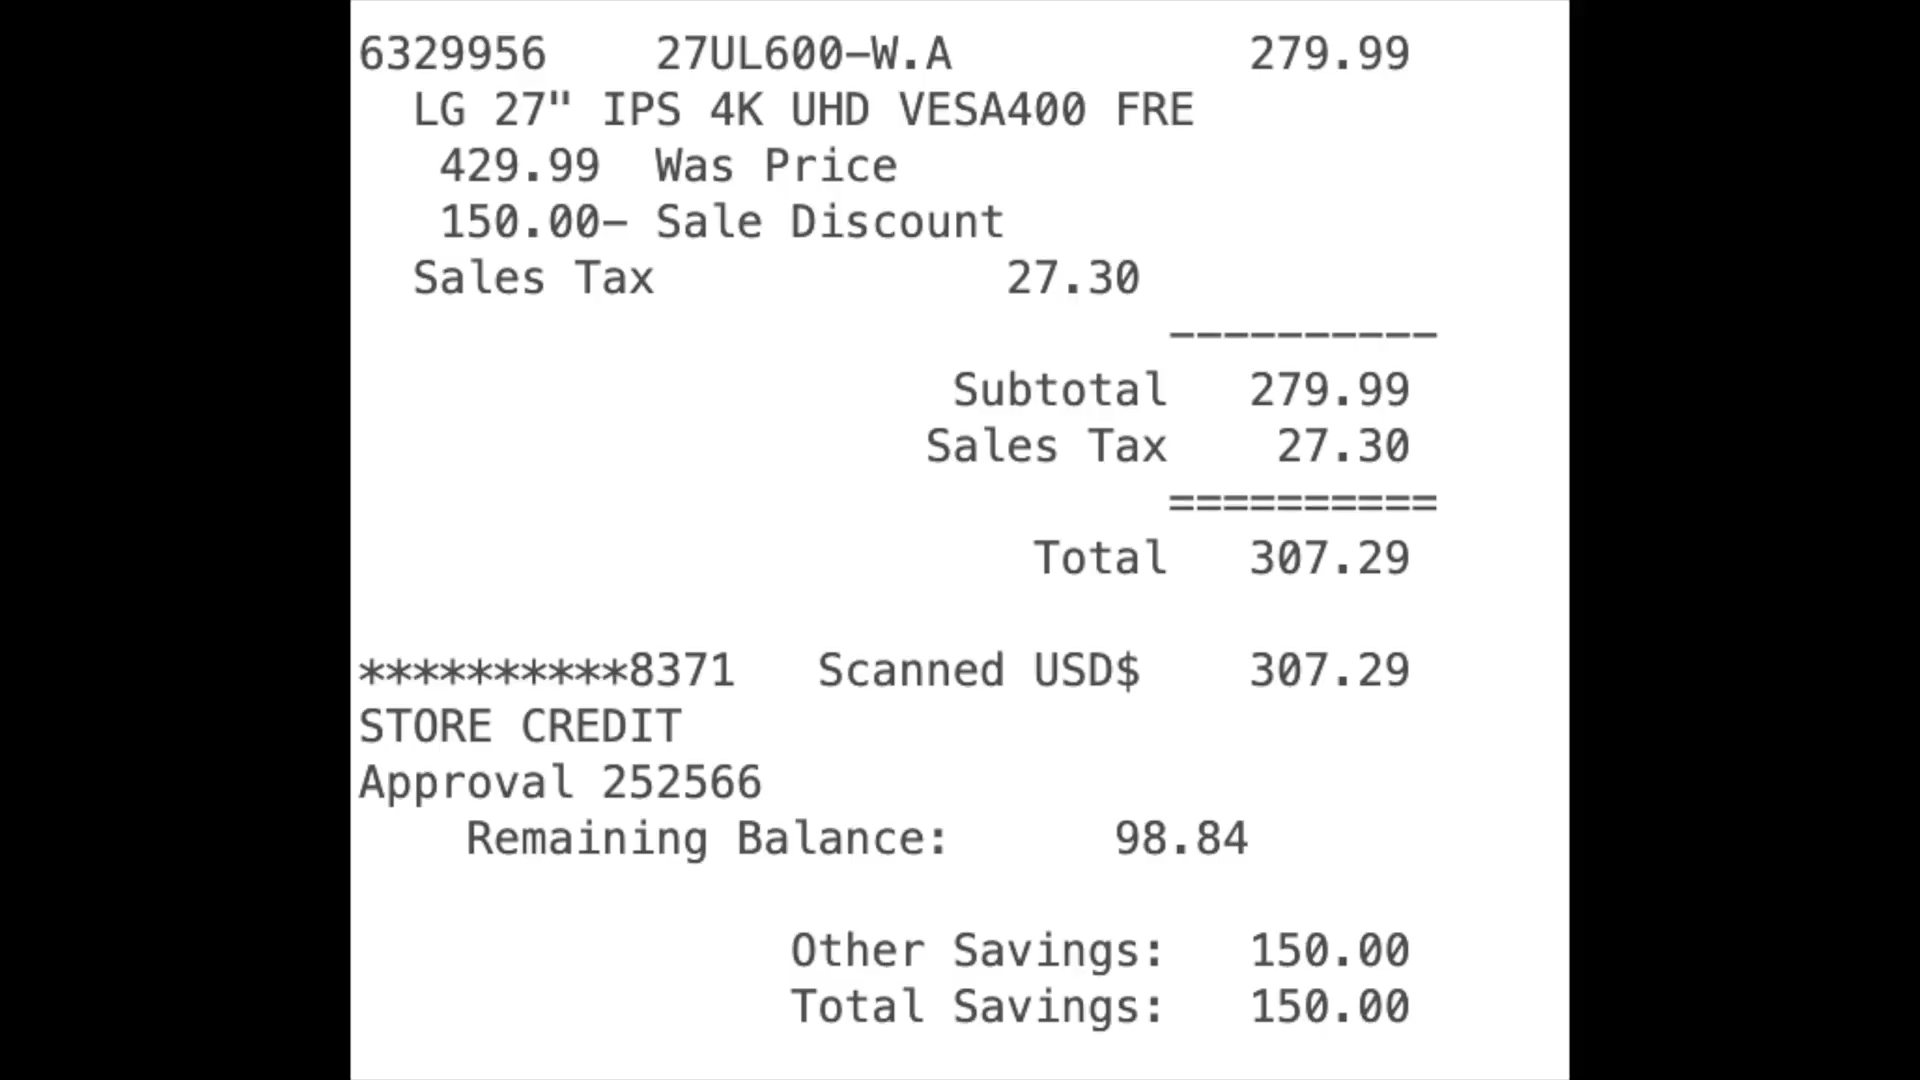 6329956    27UL600-W.A    279.99
LG 27" IPS 4K UHD VESA400 FRE
429.99  Was Price
150.00- Sale Discount
Sales Tax    27.30
----------
Subtotal    279.99
Sales Tax    27.30
==========
Total    307.29
**********8371   Scanned USD$    307.29
STORE CREDIT
Approval 252566
Remaining Balance:    98.84
Other Savings:    150.00
Total Savings:    150.00